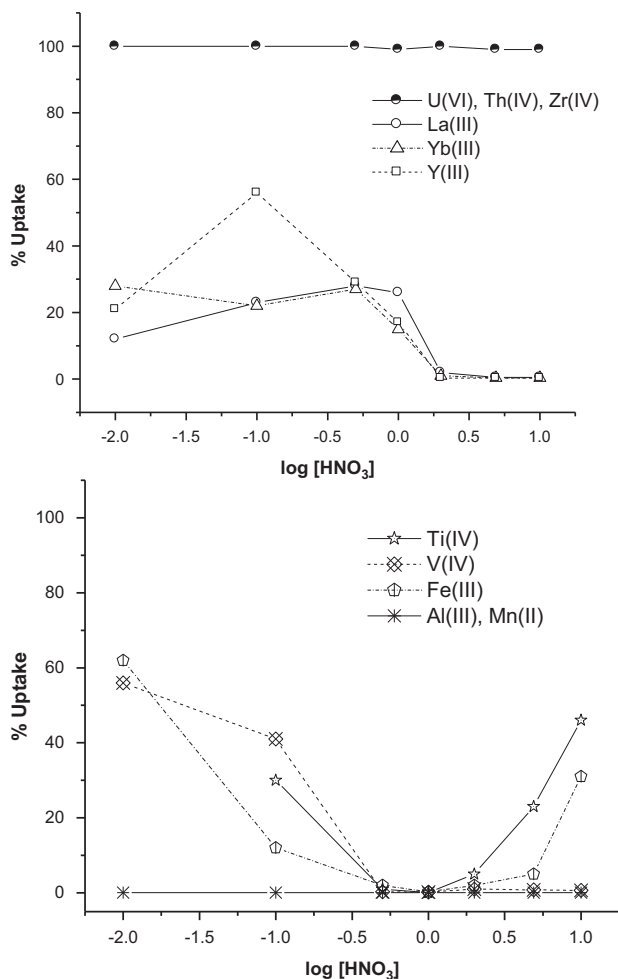 100
80
60
40
20
0
% Uptake
U(VI), Th(IV), Zr(IV)
La(III)
Yb(III)
Y(III)
-2.0 -1.5 -1.0 -0.5 0.0 0.5 1.0
log [HNO₃]
100
80
60
40
20
0
% Uptake
Ti(IV)
V(IV)
Fe(III)
Al(III), Mn(II)
-2.0 -1.5 -1.0 -0.5 0.0 0.5 1.0
log [HNO₃]